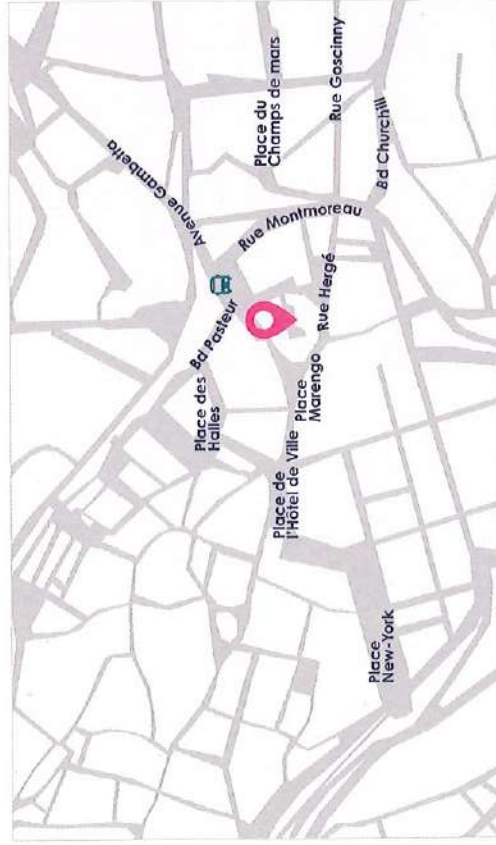 Avenue Gambetta
Bd Pasteur
Place des
Halles
Rue Montmoreau
Place du
Champs de mars
Rue Goscinny
Bd Churchill
Rue Hergé
Place
Marengo
Place de
l'Hôtel de Ville
Place
New-York